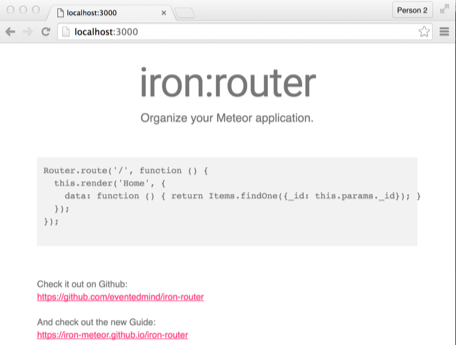 localhost:3000
Person 2
localhost:3000
iron:router
Organize your Meteor application.
Router.route('/', function () {
  this.render('Home', {
    data: function () { return Items.findOne({_id: this.params._id}); }
  });
});
Check it out on Github:
https://github.com/eventedmind/iron-router
And check out the new Guide:
https://iron-meteor.github.io/iron-router